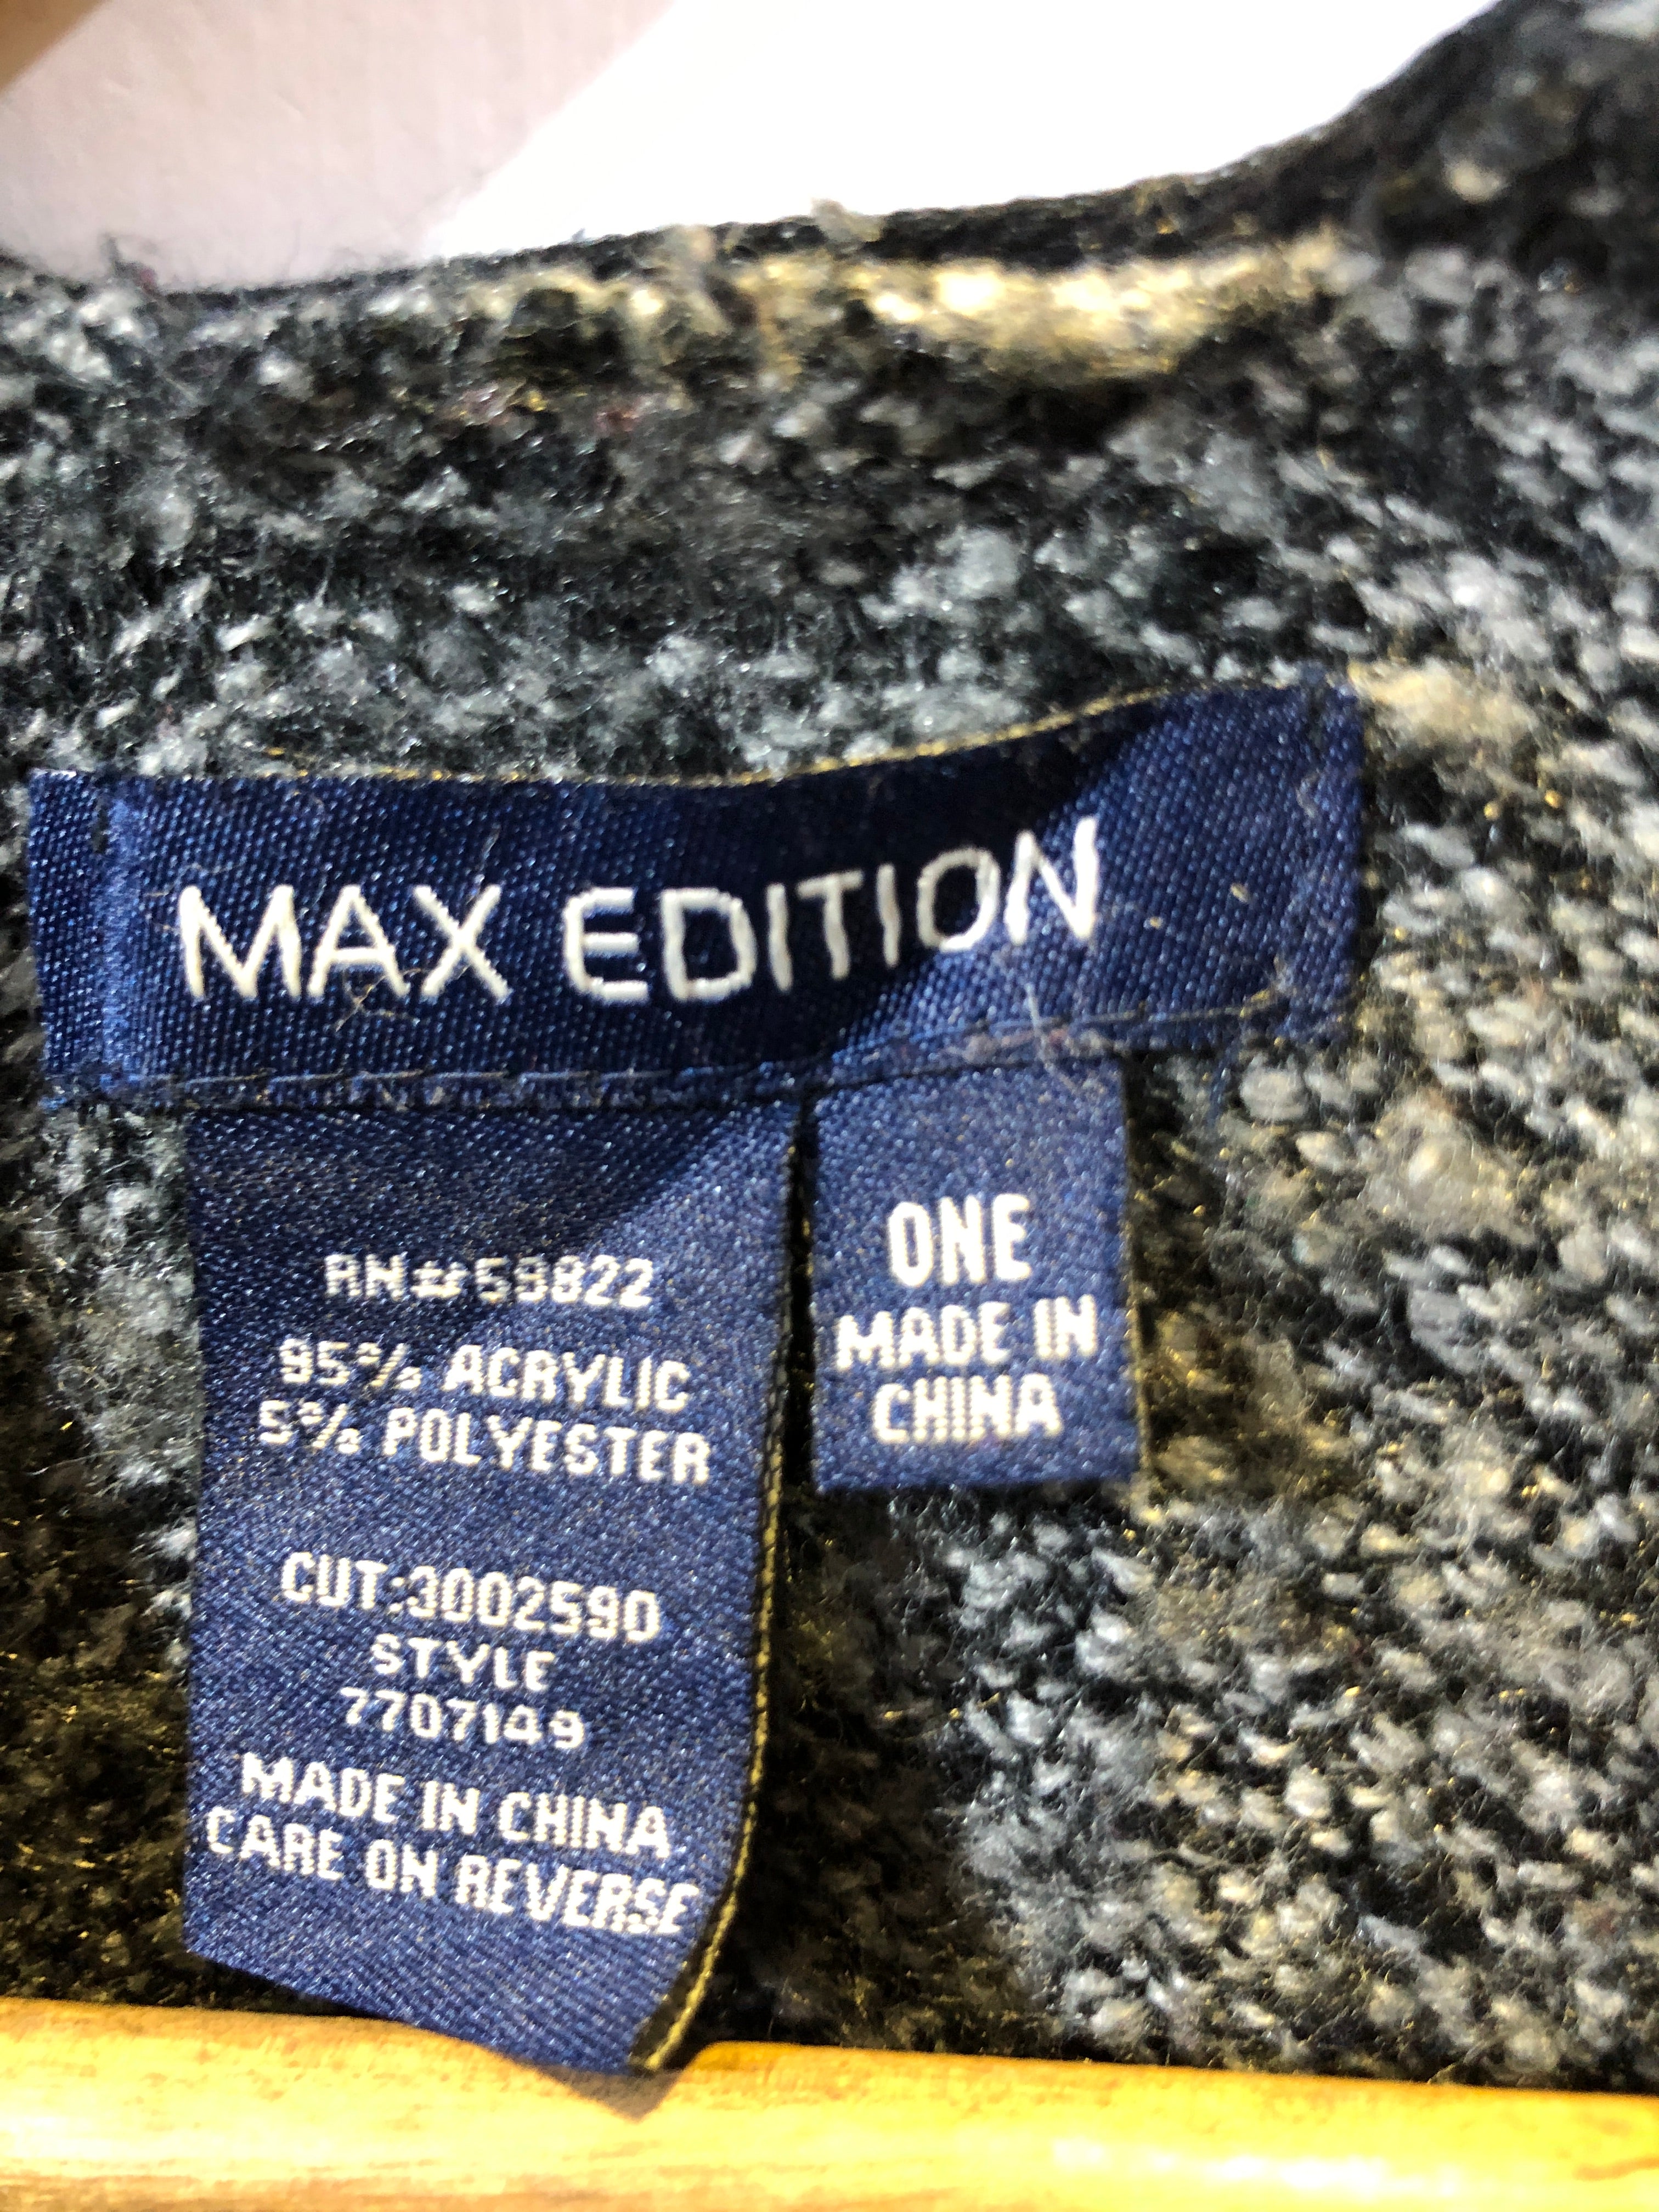 MAX EDITION
RN#59822
95% ACRYLIC
5% POLYESTER
CUT:3002590
STYLE
7707149
MADE IN CHINA
CARE ON REVERSE
ONE
MADE IN
CHINA